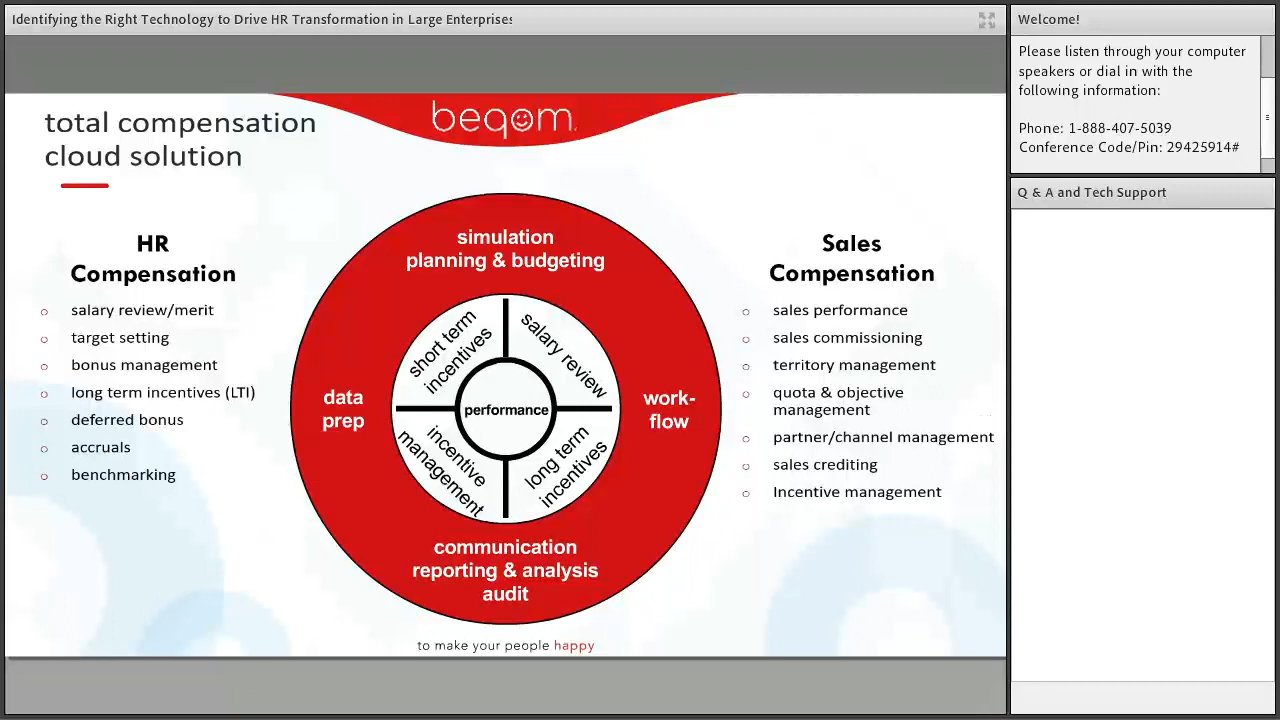 Identifying the Right Technology to Drive HR Transformation in Large Enterprises
total compensation
cloud solution
beqom.
HR
Compensation
salary review/merit
target setting
bonus management
long term incentives (LTI)
deferred bonus
accruals
benchmarking
simulation
planning & budgeting
data
prep
work-
flow
short term
incentives
salary review
performance
incentive
management
long term
incentives
communication
reporting & analysis
audit
to make your people happy
Sales
Compensation
sales performance
sales commissioning
territory management
quota & objective
management
partner/channel management
sales crediting
Incentive management
Welcome!
Please listen through your computer
speakers or dial in with the
following information:
Phone: 1-888-407-5039
Conference Code/Pin: 29425914#
Q & A and Tech Support